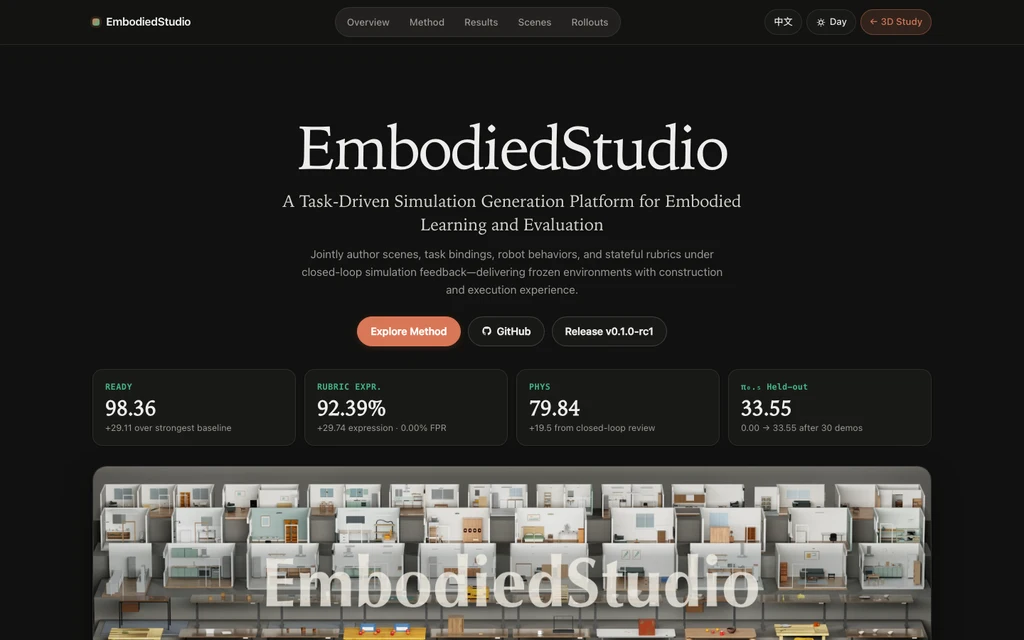 EmbodiedStudio
Overview Method Results Scenes Rollouts
中文 Day ← 3D Study
EmbodiedStudio
A Task-Driven Simulation Generation Platform for Embodied
Learning and Evaluation
Jointly author scenes, task bindings, robot behaviors, and stateful rubrics under
closed-loop simulation feedback—delivering frozen environments with construction
and execution experience.
Explore Method GitHub Release v0.1.0-rc1
READY
98.36
+29.11 over strongest baseline
RUBRIC EXPR.
92.39%
+29.74 expression · 0.00% FPR
PHYS
79.84
+19.5 from closed-loop review
π₀.₅ Held-out
33.55
0.00 → 33.55 after 30 demos
EmbodiedStudio